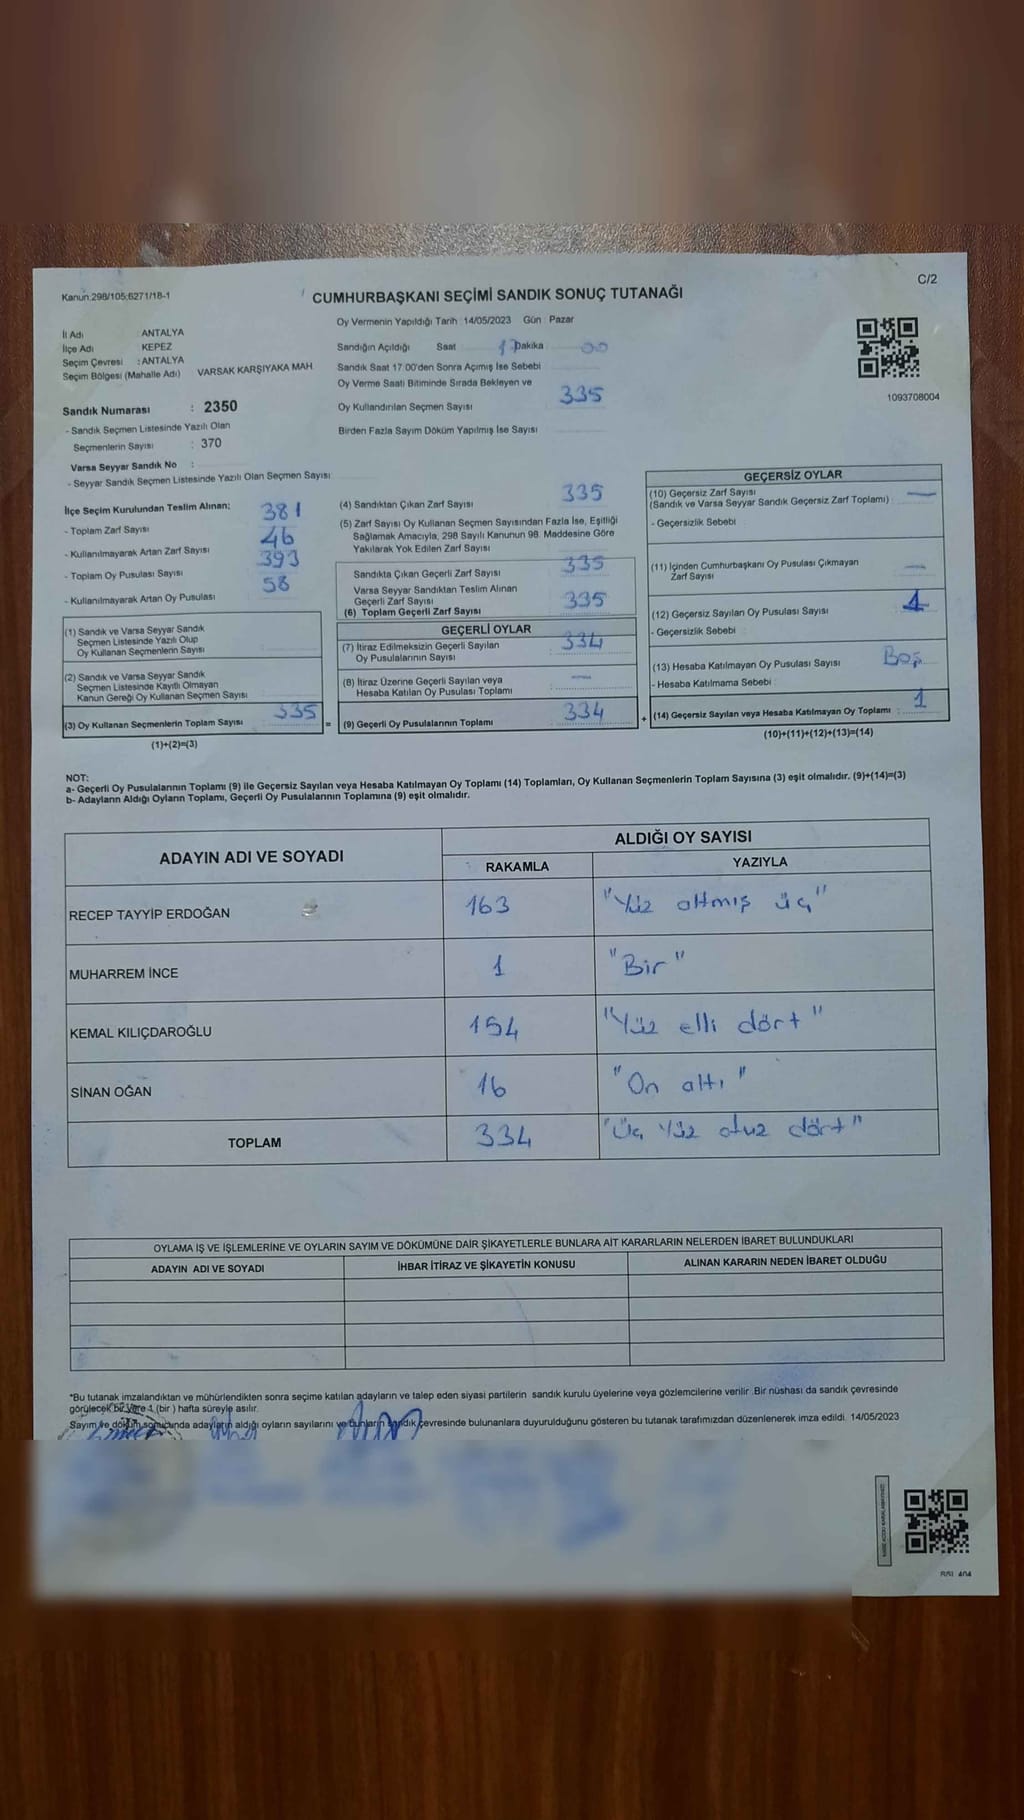 C/2
Kanun:298/105;6271/18-1
CUMHURBAŞKANI SEÇİMİ SANDIK SONUÇ TUTANAĞI
İl Adı : ANTALYA
İlçe Adı : KEPEZ
Seçim Çevresi : ANTALYA
Seçim Bölgesi (Mahalle Adı) VARSAK KARŞIYAKA MAH
Sandık Numarası : 2350
- Sandık Seçmen Listesinde Yazılı Olan
Seçmenlerin Sayısı : 370
Varsa Seyyar Sandık No :
- Seyyar Sandık Seçmen Listesinde Yazılı Olan Seçmen Sayısı
Oy Vermenin Yapıldığı Tarih : 14/05/2023 Gün : Pazar
Sandığın Açıldığı Saat Dakika 00
Sandık Saat 17:00'den Sonra Açımış İse Sebebi
Oy Verme Saati Bitiminde Sırada Bekleyen ve
Oy Kullandırılan Seçmen Sayısı 335
Birden Fazla Sayım Döküm Yapılmış İse Sayısı
1093708004
İlçe Seçim Kurulundan Teslim Alınan;
- Toplam Zarf Sayısı 381
- Kullanılmayarak Artan Zarf Sayısı 46
- Toplam Oy Pusulası Sayısı 393
- Kullanılmayarak Artan Oy Pusulası 58
(1) Sandık ve Varsa Seyyar Sandık
Seçmen Listesinde Yazılı Olup
Oy Kullanan Seçmenlerin Sayısı
(2) Sandık ve Varsa Seyyar Sandık
Seçmen Listesinde Kayıtlı Olmayan
Kanun Gereği Oy Kullanan Seçmen Sayısı
(3) Oy Kullanan Seçmenlerin Toplam Sayısı 335
(1)+(2)=(3)
(4) Sandıktan Çıkan Zarf Sayısı 335
(5) Zarf Sayısı Oy Kullanan Seçmen Sayısından Fazla İse, Eşitliği
Sağlamak Amacıyla, 298 Sayılı Kanunun 98. Maddesine Göre
Yakılarak Yok Edilen Zarf Sayısı
Sandıkta Çıkan Geçerli Zarf Sayısı 335
Varsa Seyyar Sandıktan Teslim Alınan
Geçerli Zarf Sayısı
(6) Toplam Geçerli Zarf Sayısı 335
GEÇERLİ OYLAR
(7) İtiraz Edilmeksizin Geçerli Sayılan
Oy Pusulalarının Sayısı 334
(8) İtiraz Üzerine Geçerli Sayılan veya
Hesaba Katılan Oy Pusulası Toplamı —
= (9) Geçerli Oy Pusulalarının Toplamı 334
GEÇERSİZ OYLAR
(10) Geçersiz Zarf Sayısı
(Sandık ve Varsa Seyyar Sandık Geçersiz Zarf Toplamı) —
- Geçersizlik Sebebi
(11) İçinden Cumhurbaşkanı Oy Pusulası Çıkmayan
Zarf Sayısı —
(12) Geçersiz Sayılan Oy Pusulası Sayısı 1
- Geçersizlik Sebebi
(13) Hesaba Katılmayan Oy Pusulası Sayısı Boş
- Hesaba Katılmama Sebebi
+ (14) Geçersiz Sayılan veya Hesaba Katılmayan Oy Toplamı 1
(10)+(11)+(12)+(13)=(14)
NOT:
a- Geçerli Oy Pusulalarının Toplamı (9) ile Geçersiz Sayılan veya Hesaba Katılmayan Oy Toplamı (14) Toplamları, Oy Kullanan Seçmenlerin Toplam Sayısına (3) eşit olmalıdır. (9)+(14)=(3)
b- Adayların Aldığı Oyların Toplamı, Geçerli Oy Pusulalarının Toplamına (9) eşit olmalıdır.
ADAYIN ADI VE SOYADI
ALDIĞI OY SAYISI
RAKAMLA YAZIYLA
RECEP TAYYİP ERDOĞAN 163 "Yüz altmış üç"
MUHARREM İNCE 1 "Bir"
KEMAL KILIÇDAROĞLU 154 "Yüz elli dört"
SİNAN OĞAN 16 "On altı"
TOPLAM 334 "Üç Yüz otuz dört"
OYLAMA İŞ VE İŞLEMLERİNE VE OYLARIN SAYIM VE DÖKÜMÜNE DAİR ŞİKAYETLERLE BUNLARA AİT KARARLARIN NELERDEN İBARET BULUNDUKLARI
ADAYIN ADI VE SOYADI İHBAR İTİRAZ VE ŞİKAYETİN KONUSU ALINAN KARARIN NEDEN İBARET OLDUĞU
*Bu tutanak imzalandıktan ve mühürlendikten sonra seçime katılan adayların ve talep eden siyasi partilerin sandık kurulu üyelerine veya gözlemcilerine verilir. Bir nüshası da sandık çevresinde
görülecek bir yere 1 (bir ) hafta süreyle asılır.
Sayım ve döküm sonucunda adayların aldığı oyların sayılarını ve bunların sandık çevresinde bulunanlara duyurulduğunu gösteren bu tutanak tarafımızdan düzenlenerek imza edildi. 14/05/2023